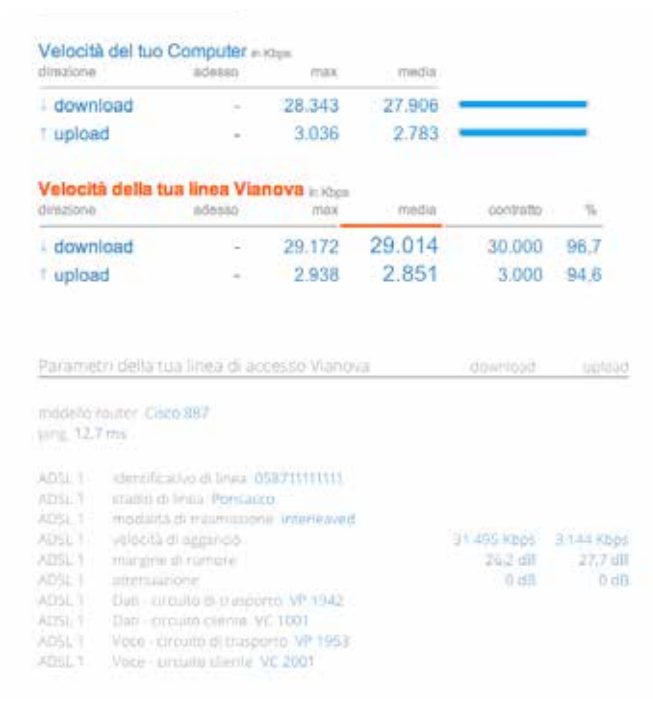 Velocità del tuo Computer in Kbps
direzione adesso max media
↓ download - 28.343 27.906
↑ upload - 3.036 2.783
Velocità della tua linea Vianova in Kbps
direzione adesso max media contratto %
↓ download - 29.172 29.014 30.000 96,7
↑ upload - 2.938 2.851 3.000 94,6
Parametri della tua linea di accesso Vianova download upload
modello router Cisco 887
ping 12,7 ms
ADSL 1 identificativo di linea 058711111111
ADSL 1 stadio di linea Ponsacco
ADSL 1 modalità di trasmissione interleaved
ADSL 1 velocità di aggancio 31.495 Kbps 3.144 Kbps
ADSL 1 margine di rumore 26,2 dB 27,7 dB
ADSL 1 attenuazione 0 dB 0 dB
ADSL 1 Dati - circuito di trasporto VP 1942
ADSL 1 Dati - circuito cliente VC 1001
ADSL 1 Voce - circuito di trasporto VP 1953
ADSL 1 Voce - circuito cliente VC 2001